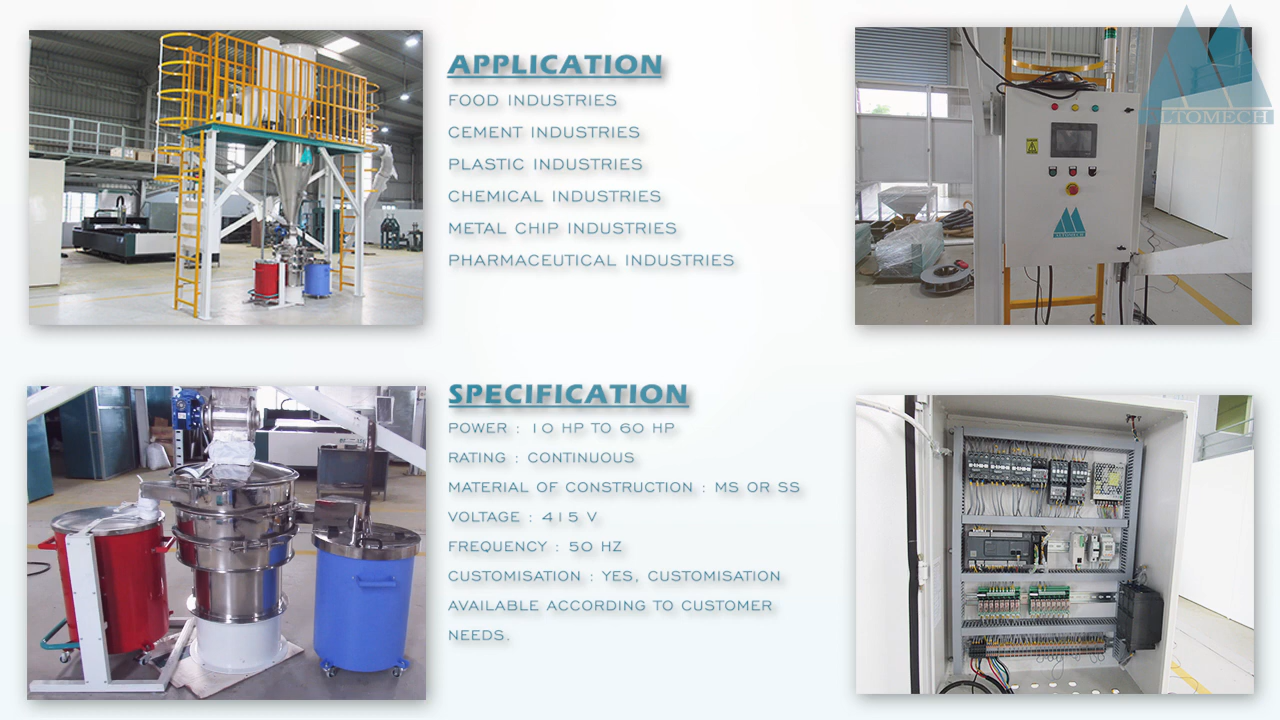 APPLICATION
FOOD INDUSTRIES
CEMENT INDUSTRIES
PLASTIC INDUSTRIES
CHEMICAL INDUSTRIES
METAL CHIP INDUSTRIES
PHARMACEUTICAL INDUSTRIES
LTOMECH
ALTOMECH
SPECIFICATION
POWER : 10 HP TO 60 HP
RATING : CONTINUOUS
MATERIAL OF CONSTRUCTION : MS OR SS
VOLTAGE : 415 V
FREQUENCY : 50 HZ
CUSTOMISATION : YES, CUSTOMISATION
AVAILABLE ACCORDING TO CUSTOMER
NEEDS.